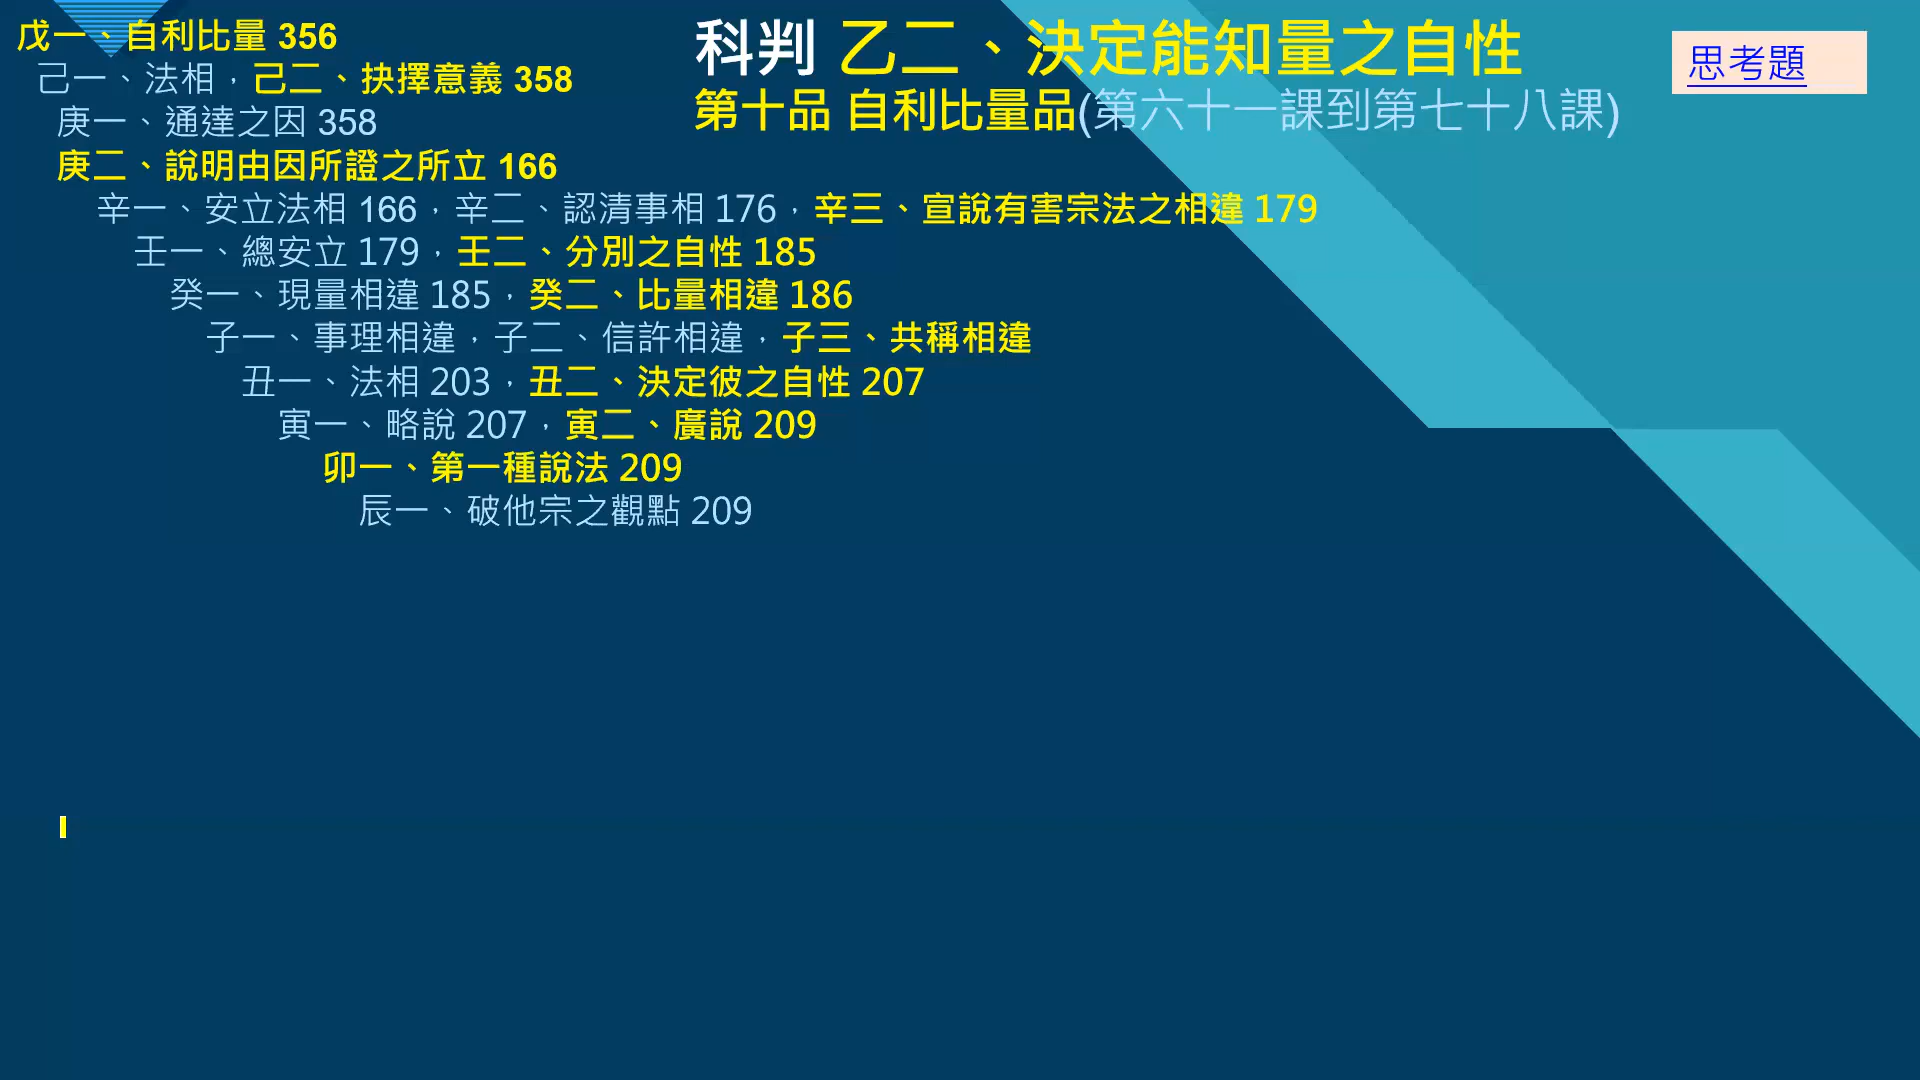 科判 乙二、決定能知量之自性
第十品 自利比量品(第六十一課到第七十八課)
思考題
戊一、自利比量 356
己一、法相，己二、抉擇意義 358
庚一、通達之因 358
庚二、說明由因所證之所立 166
辛一、安立法相 166，辛二、認清事相 176，辛三、宣說有害宗法之相違 179
壬一、總安立 179，壬二、分別之自性 185
癸一、現量相違 185，癸二、比量相違 186
子一、事理相違，子二、信許相違，子三、共稱相違
丑一、法相 203，丑二、決定彼之自性 207
寅一、略說 207，寅二、廣說 209
卯一、第一種說法 209
辰一、破他宗之觀點 209